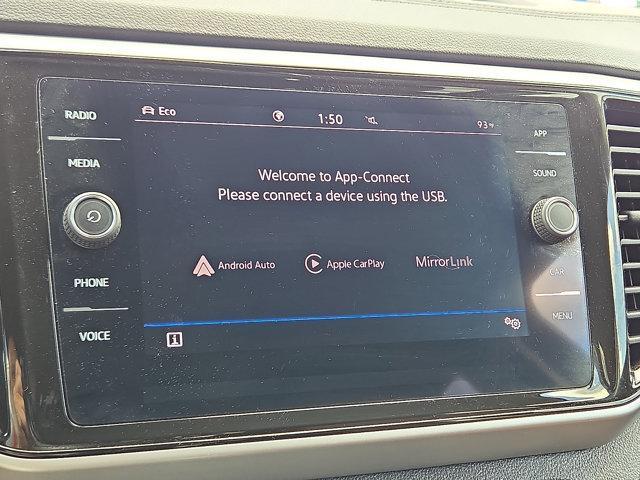 RADIO
MEDIA
PHONE
VOICE
Eco 1:50 93°F
Welcome to App-Connect
Please connect a device using the USB.
Android Auto Apple CarPlay MirrorLink
i
APP
SOUND
CAR
MENU